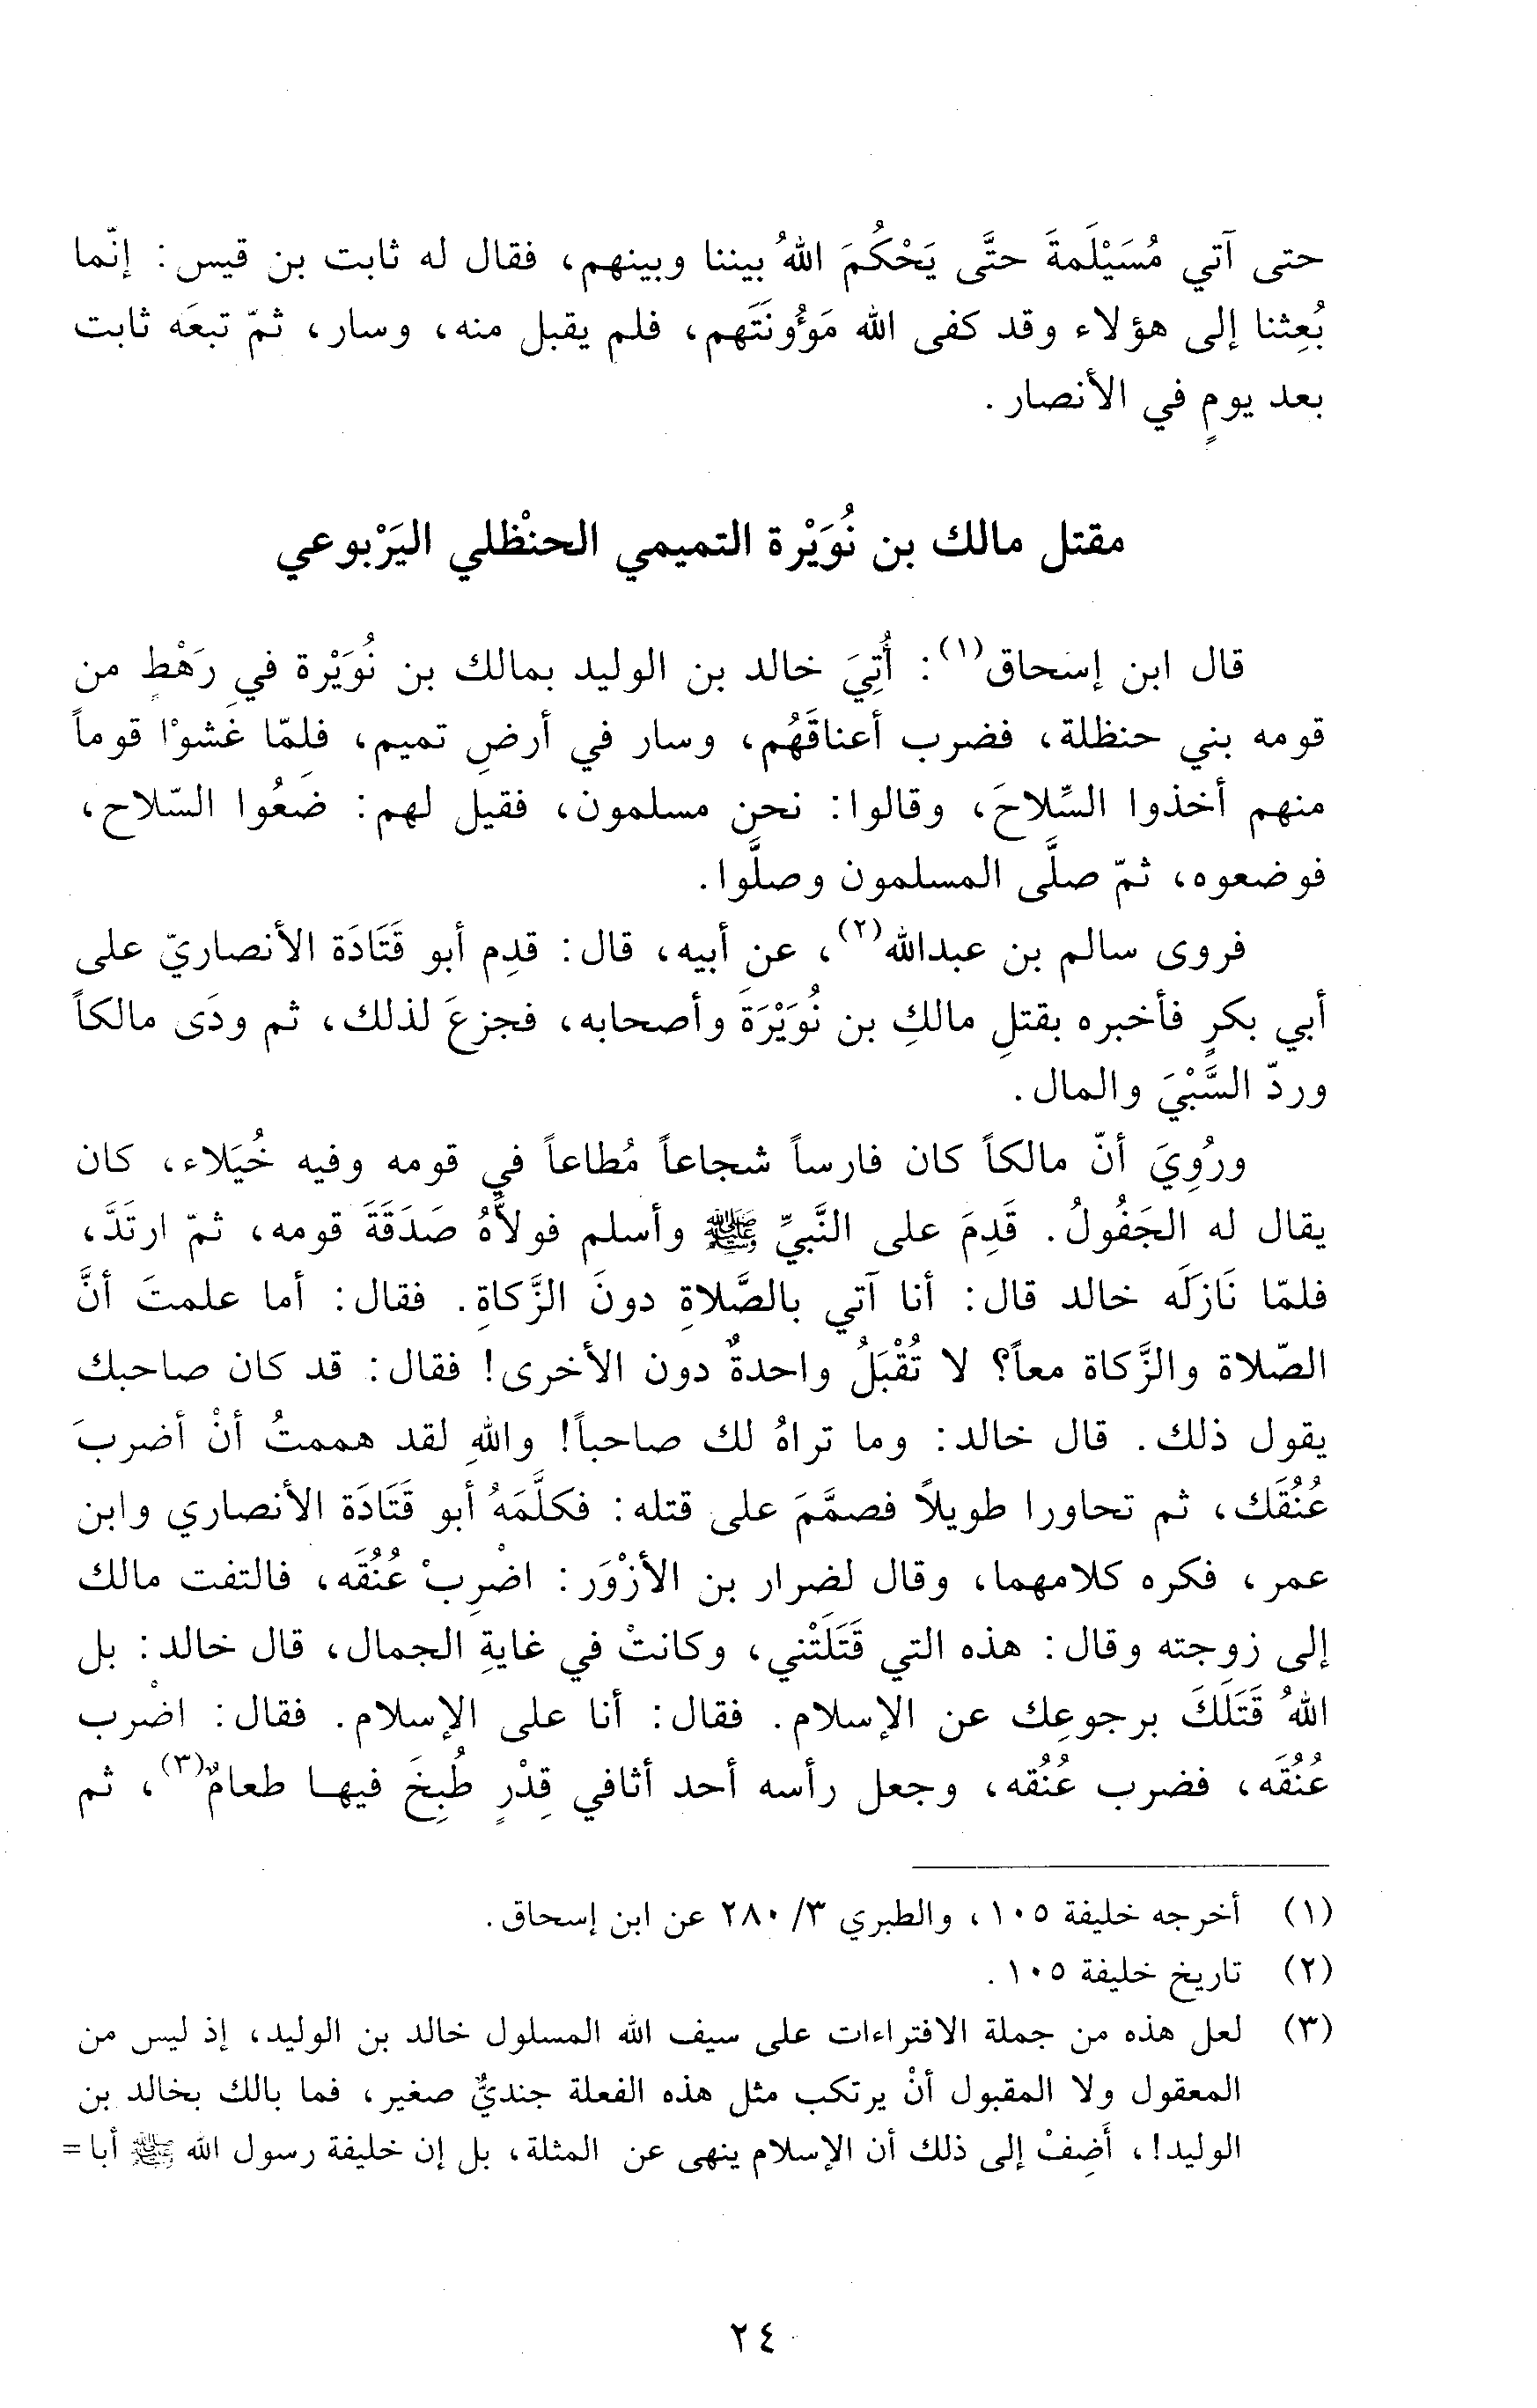 حتى آتي مُسَيْلَمةَ حتَّى يَحْكُمَ اللهُ بيننا وبينهم، فقال له ثابت بن قيس: إنّما
بُعِثنا إلى هؤلاء وقد كفى الله مَؤُونَتَهم، فلم يقبل منه، وسار، ثمّ تبعَه ثابت
بعد يومٍ في الأنصار.
مقتل مالك بن نُوَيْرة التميمي الحنْظلي اليَرْبوعي
قال ابن إسحاق(١): أُتِيَ خالد بن الوليد بمالك بن نُوَيْرة في رَهْطٍ من
قومه بني حنظلة، فضرب أعناقَهُم، وسار في أرضِ تميم، فلمّا غَشوْا قوماً
منهم أخذوا السِّلاحَ، وقالوا: نحن مسلمون، فقيل لهم: ضَعُوا السّلاح،
فوضعوه، ثمّ صلَّى المسلمون وصلَّوا.
فروى سالم بن عبدالله(٢)، عن أبيه، قال: قدِم أبو قَتَادَة الأنصاريّ على
أبي بكرٍ فأخبره بقتلِ مالكِ بن نُوَيْرَةَ وأصحابه، فجزعَ لذلك، ثم ودَى مالكاً
وردّ السَّبْيَ والمال.
ورُوِيَ أنّ مالكاً كان فارساً شجاعاً مُطاعاً في قومه وفيه خُيَلاء، كان
يقال له الجَفُولُ. قَدِمَ على النَّبيِّ ﷺ وأسلم فولاَّهُ صَدَقَةَ قومه، ثمّ ارتَدَّ،
فلمّا نَازلَه خالد قال: أنا آتي بالصَّلاةِ دونَ الزَّكاةِ. فقال: أما علمتَ أنَّ
الصّلاة والزَّكاة معاً؟ لا تُقْبَلُ واحدةٌ دون الأخرى! فقال: قد كان صاحبك
يقول ذلك. قال خالد: وما تراهُ لك صاحباً! واللهِ لقد هممتُ أنْ أضربَ
عُنُقَك، ثم تحاورا طويلاً فصمَّمَ على قتله: فكلَّمَهُ أبو قَتَادَة الأنصاري وابن
عمر، فكره كلامهما، وقال لضرار بن الأزْوَر: اضْرِبْ عُنُقَه، فالتفت مالك
إلى زوجته وقال: هذه التي قَتَلَتْني، وكانتْ في غايةِ الجمال، قال خالد: بل
اللهُ قَتَلَكَ برجوعِك عن الإسلام. فقال: أنا على الإسلام. فقال: اضْرب
عُنُقَه، فضرب عُنُقه، وجعل رأسه أحد أثافي قِدْرٍ طُبِخَ فيها طعامٌ(٣)، ثم
(١) أخرجه خليفة ١٠٥، والطبري ٣/ ٢٨٠ عن ابن إسحاق.
(٢) تاريخ خليفة ١٠٥.
(٣) لعل هذه من جملة الافتراءات على سيف الله المسلول خالد بن الوليد، إذ ليس من
المعقول ولا المقبول أنْ يرتكب مثل هذه الفعلة جنديٌّ صغير، فما بالك بخالد بن
الوليد!، أَضِفْ إلى ذلك أن الإسلام ينهى عن المثلة، بل إن خليفة رسول الله ﷺ أبا =
٢٤